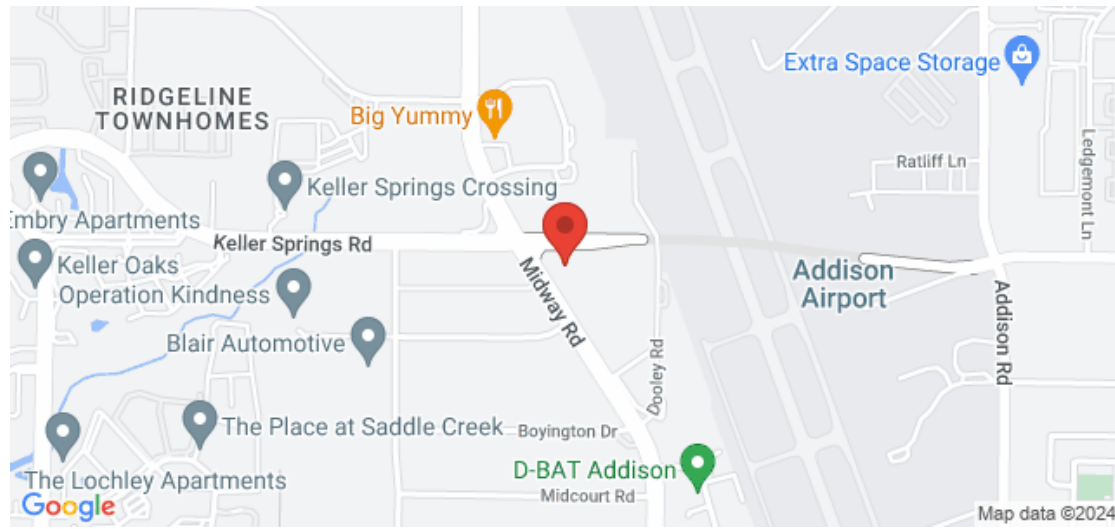 Extra Space Storage
RIDGELINE
TOWNHOMES
Big Yummy
Ledgemont Ln
Ratliff Ln
Keller Springs Crossing
Embry Apartments
Keller Springs Rd
Keller Oaks
Operation Kindness
Midway Rd
Addison
Airport
Addison Rd
Blair Automotive
Dooley Rd
The Place at Saddle Creek
Boyington Dr
D-BAT Addison
The Lochley Apartments
Midcourt Rd
Google
Map data ©2024